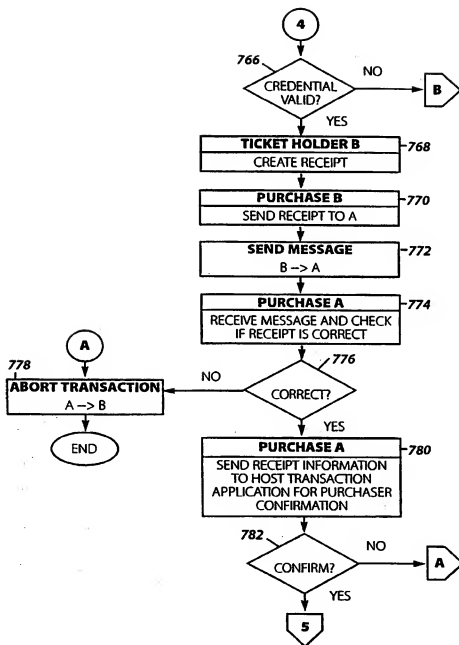 4
766
CREDENTIAL
VALID?
NO
B
YES
TICKET HOLDER B
768
CREATE RECEIPT
PURCHASE B
770
SEND RECEIPT TO A
SEND MESSAGE
772
B --> A
PURCHASE A
774
RECEIVE MESSAGE AND CHECK
IF RECEIPT IS CORRECT
A
778
776
ABORT TRANSACTION
A --> B
NO
CORRECT?
END
YES
PURCHASE A
780
SEND RECEIPT INFORMATION
TO HOST TRANSACTION
APPLICATION FOR PURCHASER
CONFIRMATION
782
CONFIRM?
NO
A
YES
5